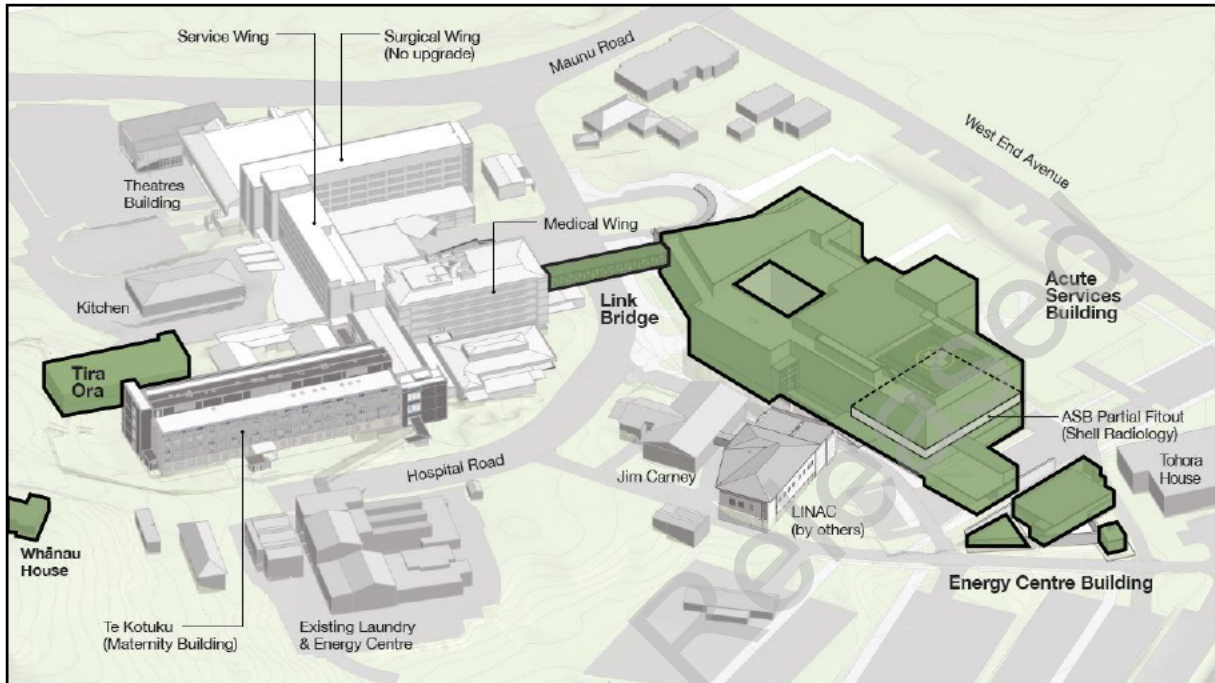 Service Wing
Surgical Wing
(No upgrade)
Maunu Road
West End Avenue
Theatres
Building
Medical Wing
Kitchen
Link
Bridge
Acute
Services
Building
Tira
Ora
ASB Partial Fitout
(Shell Radiology)
Hospital Road
Jim Carney
Tohora
House
LINAC
(by others)
Whānau
House
Energy Centre Building
Te Kotuku
(Maternity Building)
Existing Laundry
& Energy Centre
Released